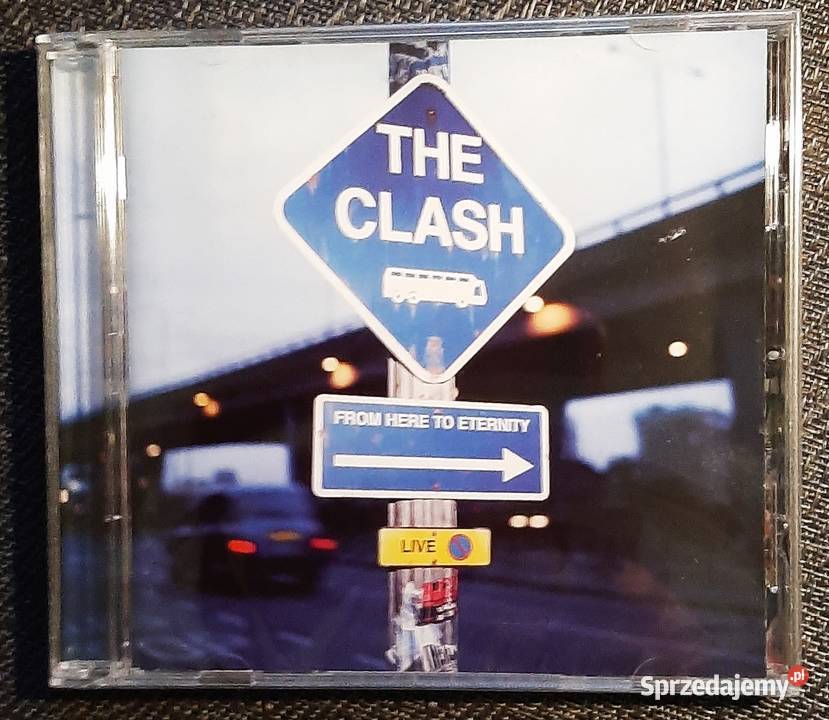 THE
CLASH
FROM HERE TO ETERNITY
LIVE
Sprzedajemy.pl